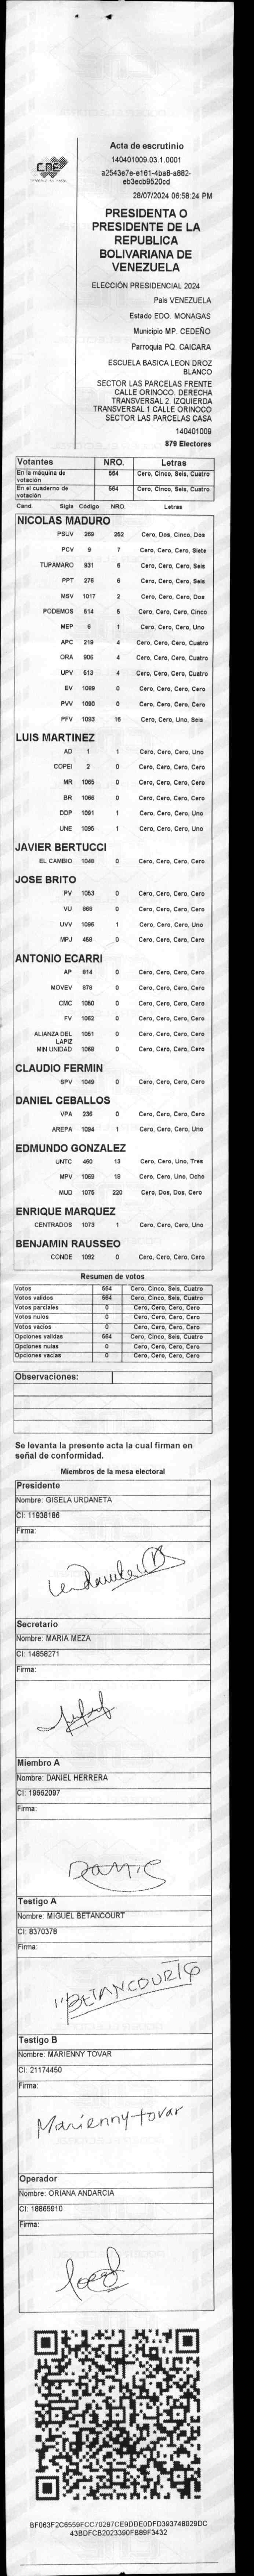 CNE
Acta de escrutinio
140401009.03.1.0001
a2543e7e-e161-4ba8-a882-
eb3ecb9520cd
28/07/2024 06:58:24 PM
PRESIDENTA O
PRESIDENTE DE LA
REPUBLICA
BOLIVARIANA DE
VENEZUELA
ELECCIÓN PRESIDENCIAL 2024
Pais VENEZUELA
Estado EDO. MONAGAS
Municipio MP. CEDEÑO
Parroquia PQ. CAICARA
ESCUELA BASICA LEON DROZ
BLANCO
SECTOR LAS PARCELAS FRENTE
CALLE ORINOCO. DERECHA
TRANSVERSAL 2. IZQUIERDA
TRANSVERSAL 1 CALLE ORINOCO
SECTOR LAS PARCELAS CASA
140401009
879 Electores
Votantes NRO. Letras
En la máquina de votación 564 Cero, Cinco, Seis, Cuatro
En el cuaderno de votación 564 Cero, Cinco, Seis, Cuatro
Cand. Sigla Código NRO. Letras
NICOLAS MADURO
PSUV 269 252 Cero, Dos, Cinco, Dos
PCV 9 7 Cero, Cero, Cero, Siete
TUPAMARO 931 6 Cero, Cero, Cero, Seis
PPT 276 6 Cero, Cero, Cero, Seis
MSV 1017 2 Cero, Cero, Cero, Dos
PODEMOS 514 5 Cero, Cero, Cero, Cinco
MEP 6 1 Cero, Cero, Cero, Uno
APC 219 4 Cero, Cero, Cero, Cuatro
ORA 906 4 Cero, Cero, Cero, Cuatro
UPV 513 4 Cero, Cero, Cero, Cuatro
EV 1099 0 Cero, Cero, Cero, Cero
PVV 1090 0 Cero, Cero, Cero, Cero
PFV 1093 16 Cero, Cero, Uno, Seis
LUIS MARTINEZ
AD 1 1 Cero, Cero, Cero, Uno
COPEI 2 0 Cero, Cero, Cero, Cero
MR 1065 0 Cero, Cero, Cero, Cero
BR 1066 0 Cero, Cero, Cero, Cero
DDP 1091 1 Cero, Cero, Cero, Uno
UNE 1095 1 Cero, Cero, Cero, Uno
JAVIER BERTUCCI
EL CAMBIO 1048 0 Cero, Cero, Cero, Cero
JOSE BRITO
PV 1053 0 Cero, Cero, Cero, Cero
VU 868 0 Cero, Cero, Cero, Cero
UVV 1096 1 Cero, Cero, Cero, Uno
MPJ 459 0 Cero, Cero, Cero, Cero
ANTONIO ECARRI
AP 814 0 Cero, Cero, Cero, Cero
MOVEV 878 0 Cero, Cero, Cero, Cero
CMC 1050 0 Cero, Cero, Cero, Cero
FV 1062 0 Cero, Cero, Cero, Cero
ALIANZA DEL LAPIZ 1051 0 Cero, Cero, Cero, Cero
MIN UNIDAD 1068 0 Cero, Cero, Cero, Cero
CLAUDIO FERMIN
SPV 1049 0 Cero, Cero, Cero, Cero
DANIEL CEBALLOS
VPA 236 0 Cero, Cero, Cero, Cero
AREPA 1094 1 Cero, Cero, Cero, Uno
EDMUNDO GONZALEZ
UNTC 460 13 Cero, Cero, Uno, Tres
MPV 1069 18 Cero, Cero, Uno, Ocho
MUD 1075 220 Cero, Dos, Dos, Cero
ENRIQUE MARQUEZ
CENTRADOS 1073 1 Cero, Cero, Cero, Uno
BENJAMIN RAUSSEO
CONDE 1092 0 Cero, Cero, Cero, Cero
Resumen de votos
Votos 564 Cero, Cinco, Seis, Cuatro
Votos validos 564 Cero, Cinco, Seis, Cuatro
Votos parciales 0 Cero, Cero, Cero, Cero
Votos nulos 0 Cero, Cero, Cero, Cero
Votos vacios 0 Cero, Cero, Cero, Cero
Opciones validas 564 Cero, Cinco, Seis, Cuatro
Opciones nulas 0 Cero, Cero, Cero, Cero
Opciones vacias 0 Cero, Cero, Cero, Cero
Observaciones:
Se levanta la presente acta la cual firman en
señal de conformidad.
Miembros de la mesa electoral
Presidente
Nombre: GISELA URDANETA
CI: 11938186
Firma:
Secretario
Nombre: MARIA MEZA
CI: 14858271
Firma:
Miembro A
Nombre: DANIEL HERRERA
CI: 19662097
Firma:
Testigo A
Nombre: MIGUEL BETANCOURT
CI: 8370378
Firma:
BETANCOURT
Testigo B
Nombre: MARIENNY TOVAR
CI: 21174450
Firma:
Marienny tovar
Operador
Nombre: ORIANA ANDARCIA
CI: 18865910
Firma:
BF063F2C6559FCC70297CE9DDE0DFD393748029DC
43BDFCB2023390FB89F3432